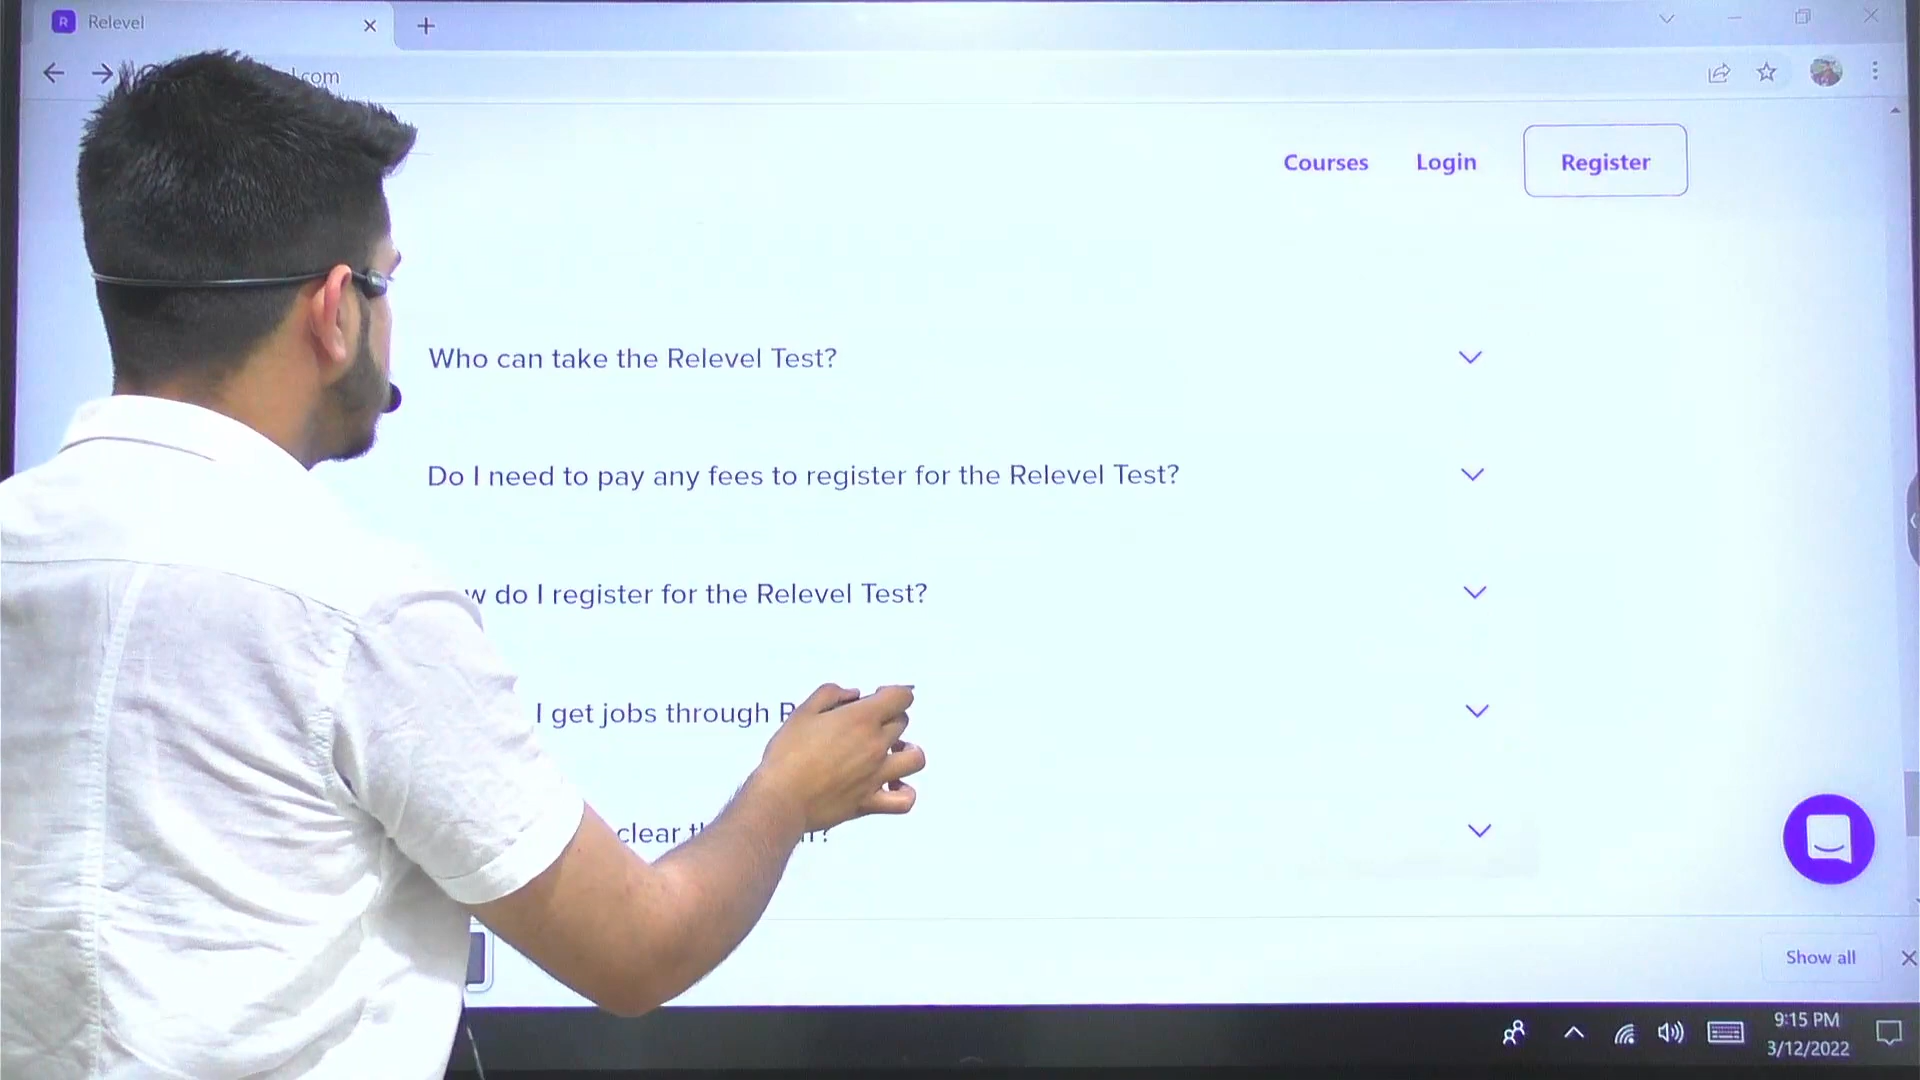 R Relevel
.com
Courses Login Register
Who can take the Relevel Test?
Do I need to pay any fees to register for the Relevel Test?
do I register for the Relevel Test?
I get jobs through
clear
Show all
9:15 PM
3/12/2022